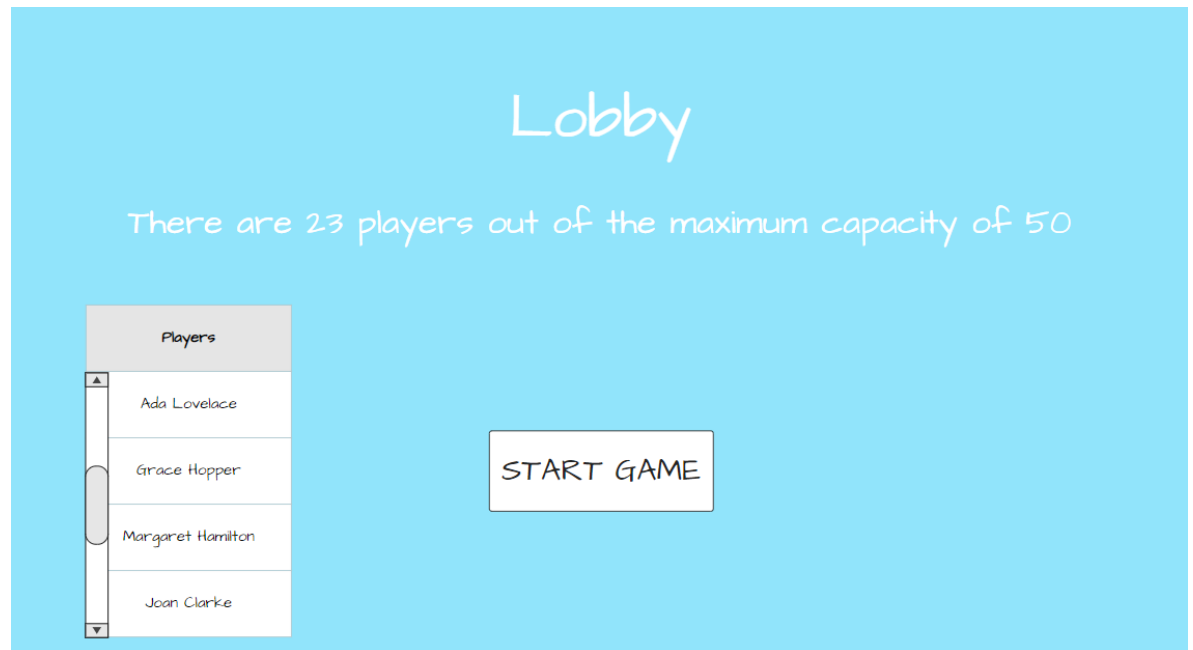 Lobby
There are 23 players out of the maximum capacity of 50
Players
Ada Lovelace
Grace Hopper
Margaret Hamilton
Joan Clarke
START GAME